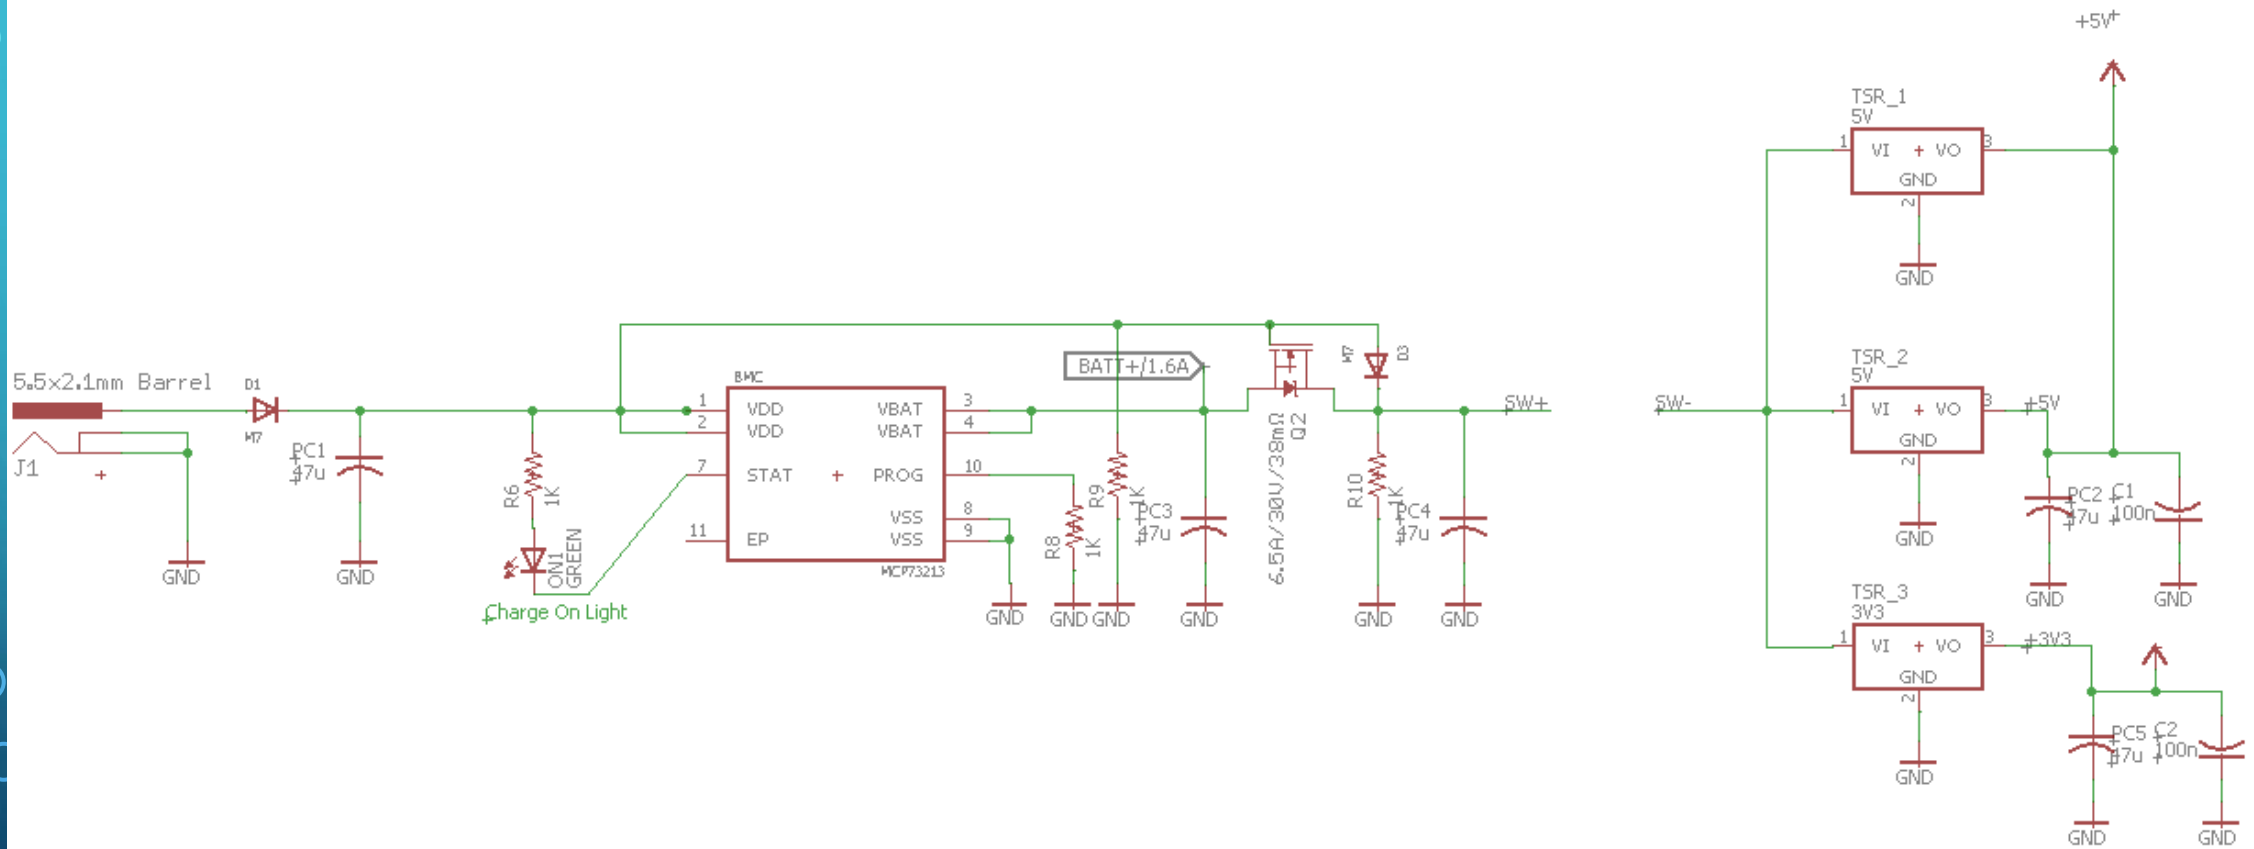 +5V
TSR_1
5V
1
VI
VO
3
GND
2
GND
5.5x2.1mm Barrel
J1
GND
D1
M7
PC1
47u
GND
R6
1K
ON1
GREEN
Charge On Light
BMC
1
VDD
2
VDD
7
STAT
11
EP
VBAT
3
VBAT
4
PROG
10
VSS
8
VSS
9
MCP73213
GND
R8
1K
GND
R9
1K
GND
BATT+/1.6A
PC3
47u
GND
6.5A/30V/38mΩ
Q2
M7
D3
R10
1K
GND
PC4
47u
GND
SW+
SW-
TSR_2
5V
1
VI
VO
3
GND
2
GND
+5V
PC2
47u
GND
C1
100n
GND
TSR_3
3V3
1
VI
VO
3
GND
2
GND
+3V3
PC5
47u
GND
C2
100n
GND